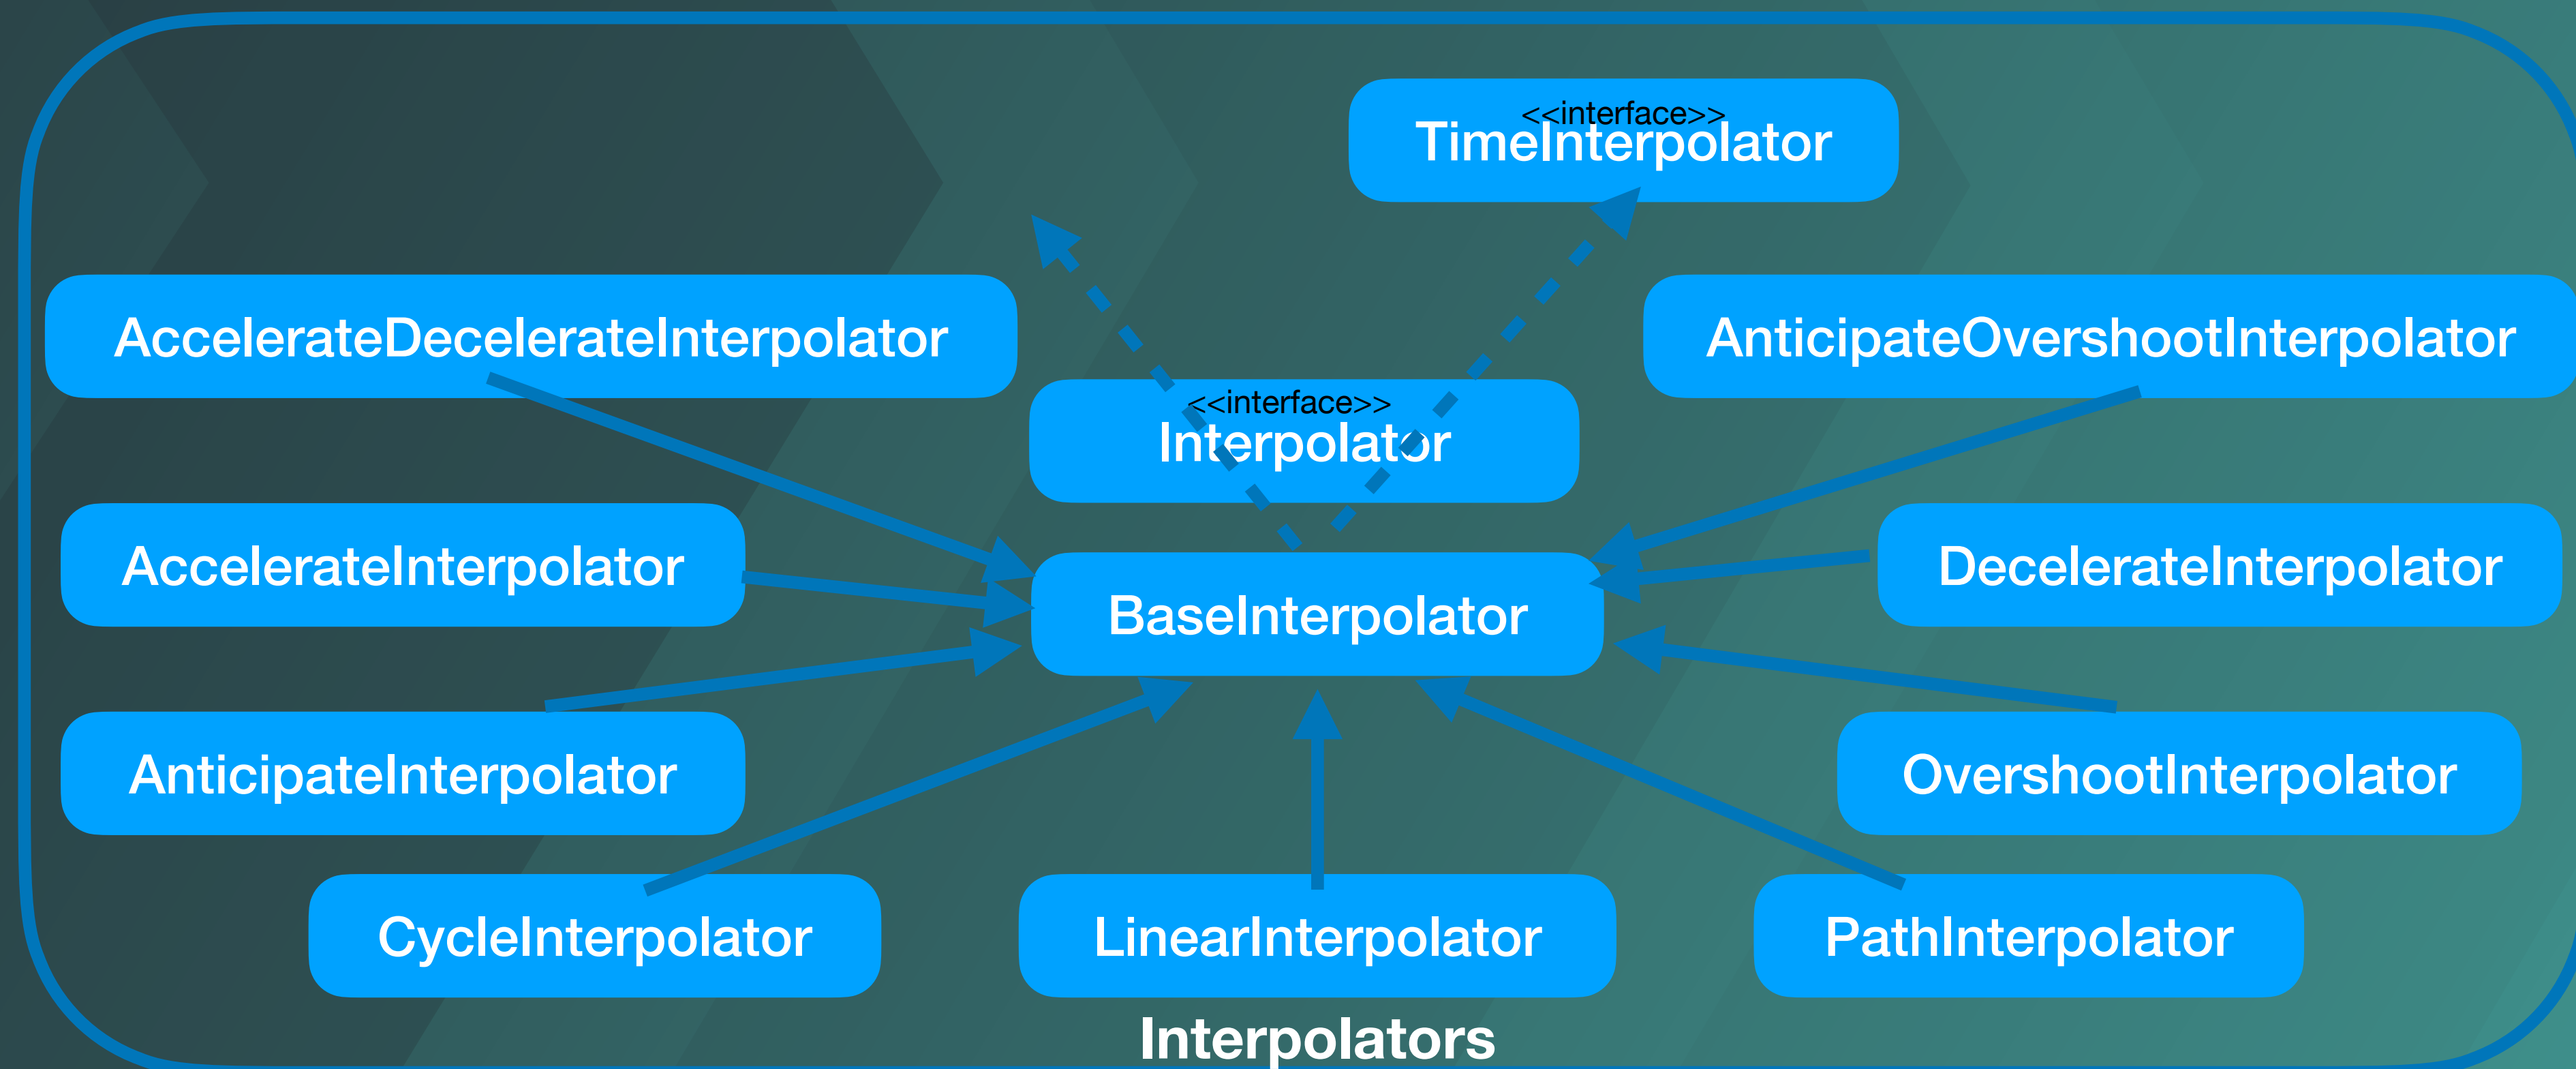 <<interface>>
TimeInterpolator
AccelerateDecelerateInterpolator
AnticipateOvershootInterpolator
<<interface>>
Interpolator
AccelerateInterpolator
DecelerateInterpolator
BaseInterpolator
AnticipateInterpolator
OvershootInterpolator
CycleInterpolator
LinearInterpolator
PathInterpolator
Interpolators